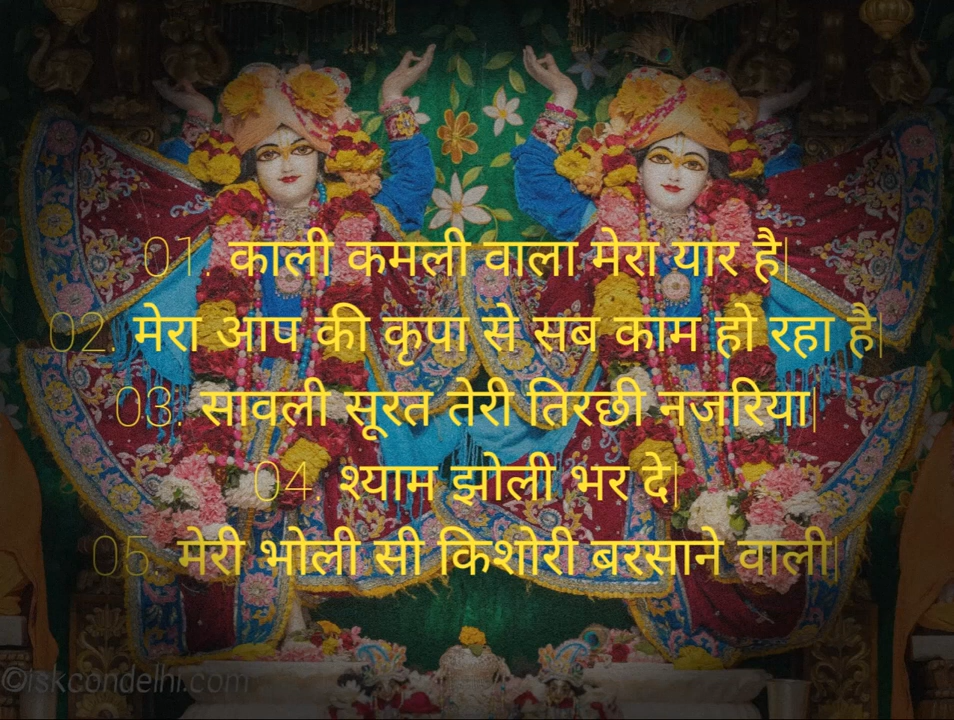 01. काली कमली वाला मेरा यार है|
02. मेरा आप की कृपा से सब काम हो रहा है|
03. सावली सूरत तेरी तिरछी नजरिया|
04. श्याम झोली भर दे|
05. मेरी भोली सी किशोरी बरसाने वाली|
©iskcondelhi.com